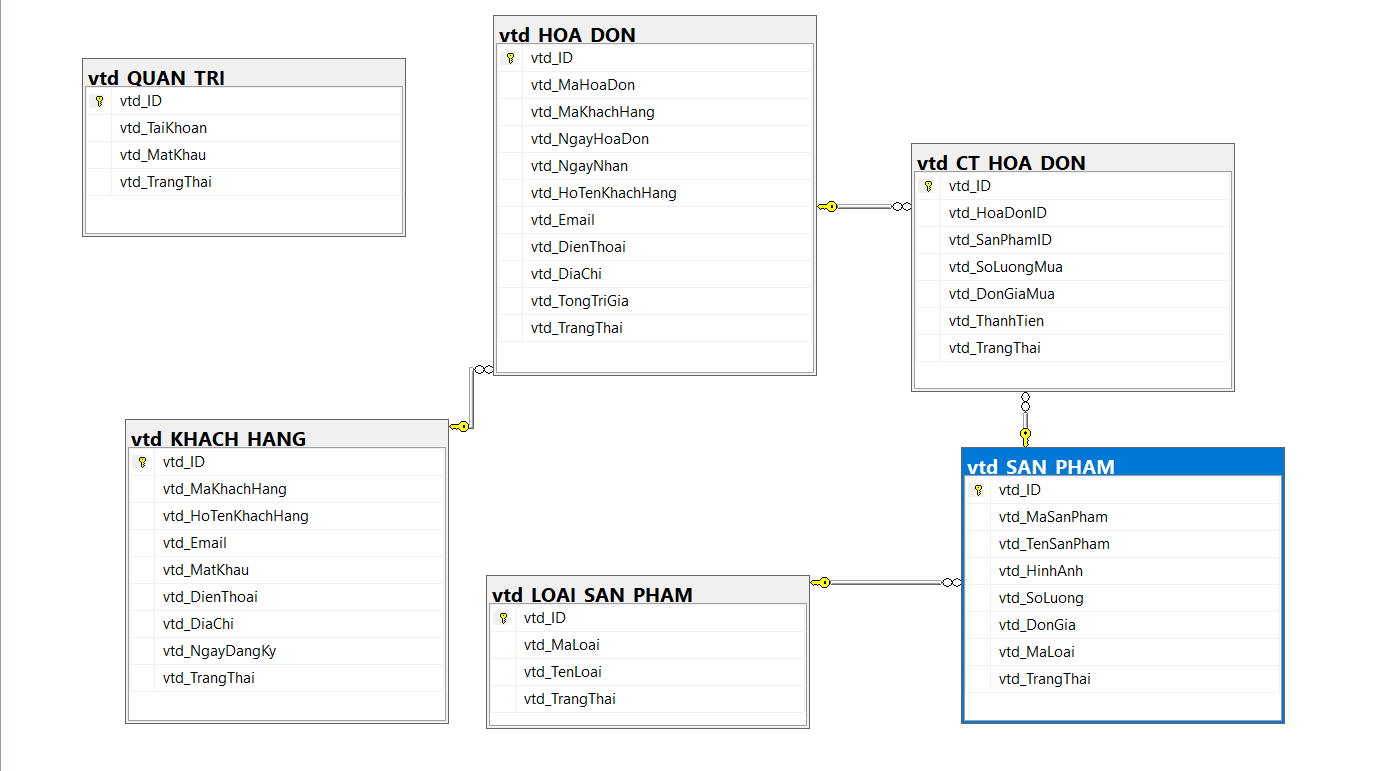 vtd_QUAN_TRI
vtd_ID
vtd_TaiKhoan
vtd_MatKhau
vtd_TrangThai
vtd_HOA_DON
vtd_ID
vtd_MaHoaDon
vtd_MaKhachHang
vtd_NgayHoaDon
vtd_NgayNhan
vtd_HoTenKhachHang
vtd_Email
vtd_DienThoai
vtd_DiaChi
vtd_TongTriGia
vtd_TrangThai
vtd_CT_HOA_DON
vtd_ID
vtd_HoaDonID
vtd_SanPhamID
vtd_SoLuongMua
vtd_DonGiaMua
vtd_ThanhTien
vtd_TrangThai
vtd_KHACH_HANG
vtd_ID
vtd_MaKhachHang
vtd_HoTenKhachHang
vtd_Email
vtd_MatKhau
vtd_DienThoai
vtd_DiaChi
vtd_NgayDangKy
vtd_TrangThai
vtd_LOAI_SAN_PHAM
vtd_ID
vtd_MaLoai
vtd_TenLoai
vtd_TrangThai
vtd_SAN_PHAM
vtd_ID
vtd_MaSanPham
vtd_TenSanPham
vtd_HinhAnh
vtd_SoLuong
vtd_DonGia
vtd_MaLoai
vtd_TrangThai